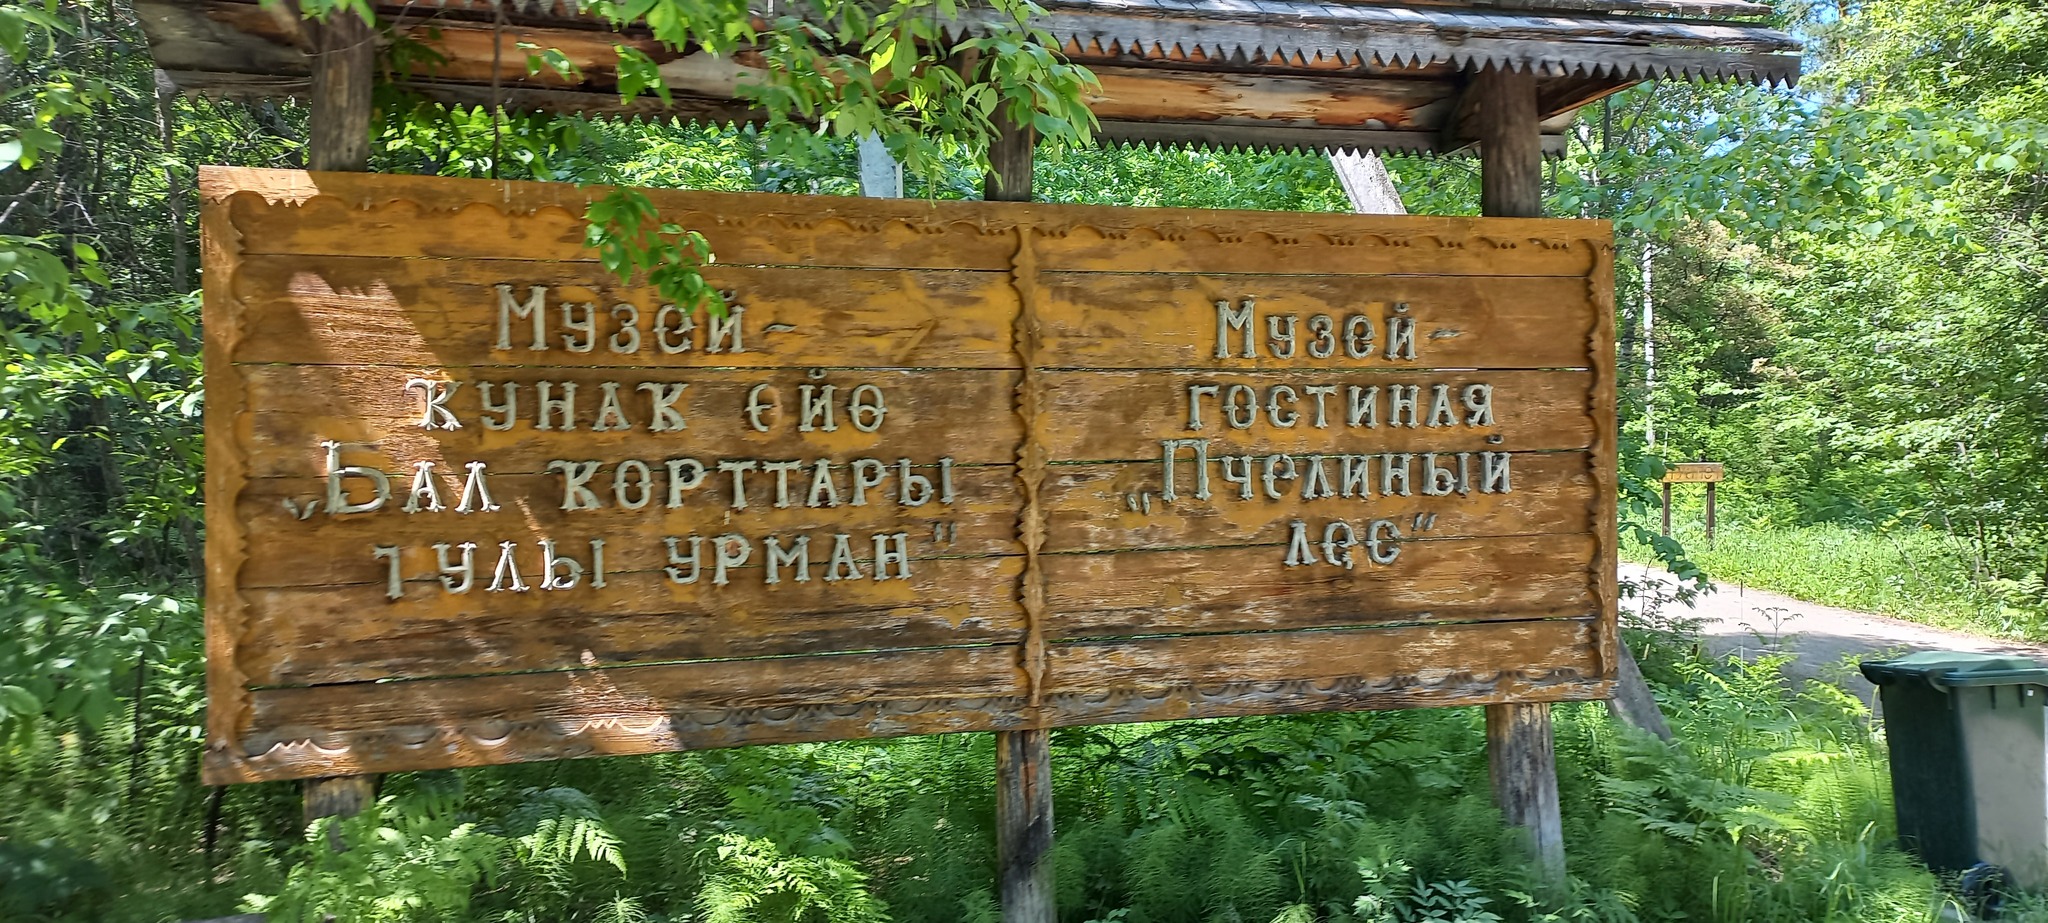 Музей-
ҡунаҡ өйө
„Бал ҡорттары
тулы урман"
Музей-
гостиная
„Пчелиный
лес"